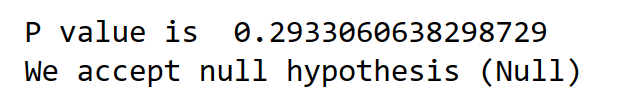 P value is  0.2933060638298729
We accept null hypothesis (Null)